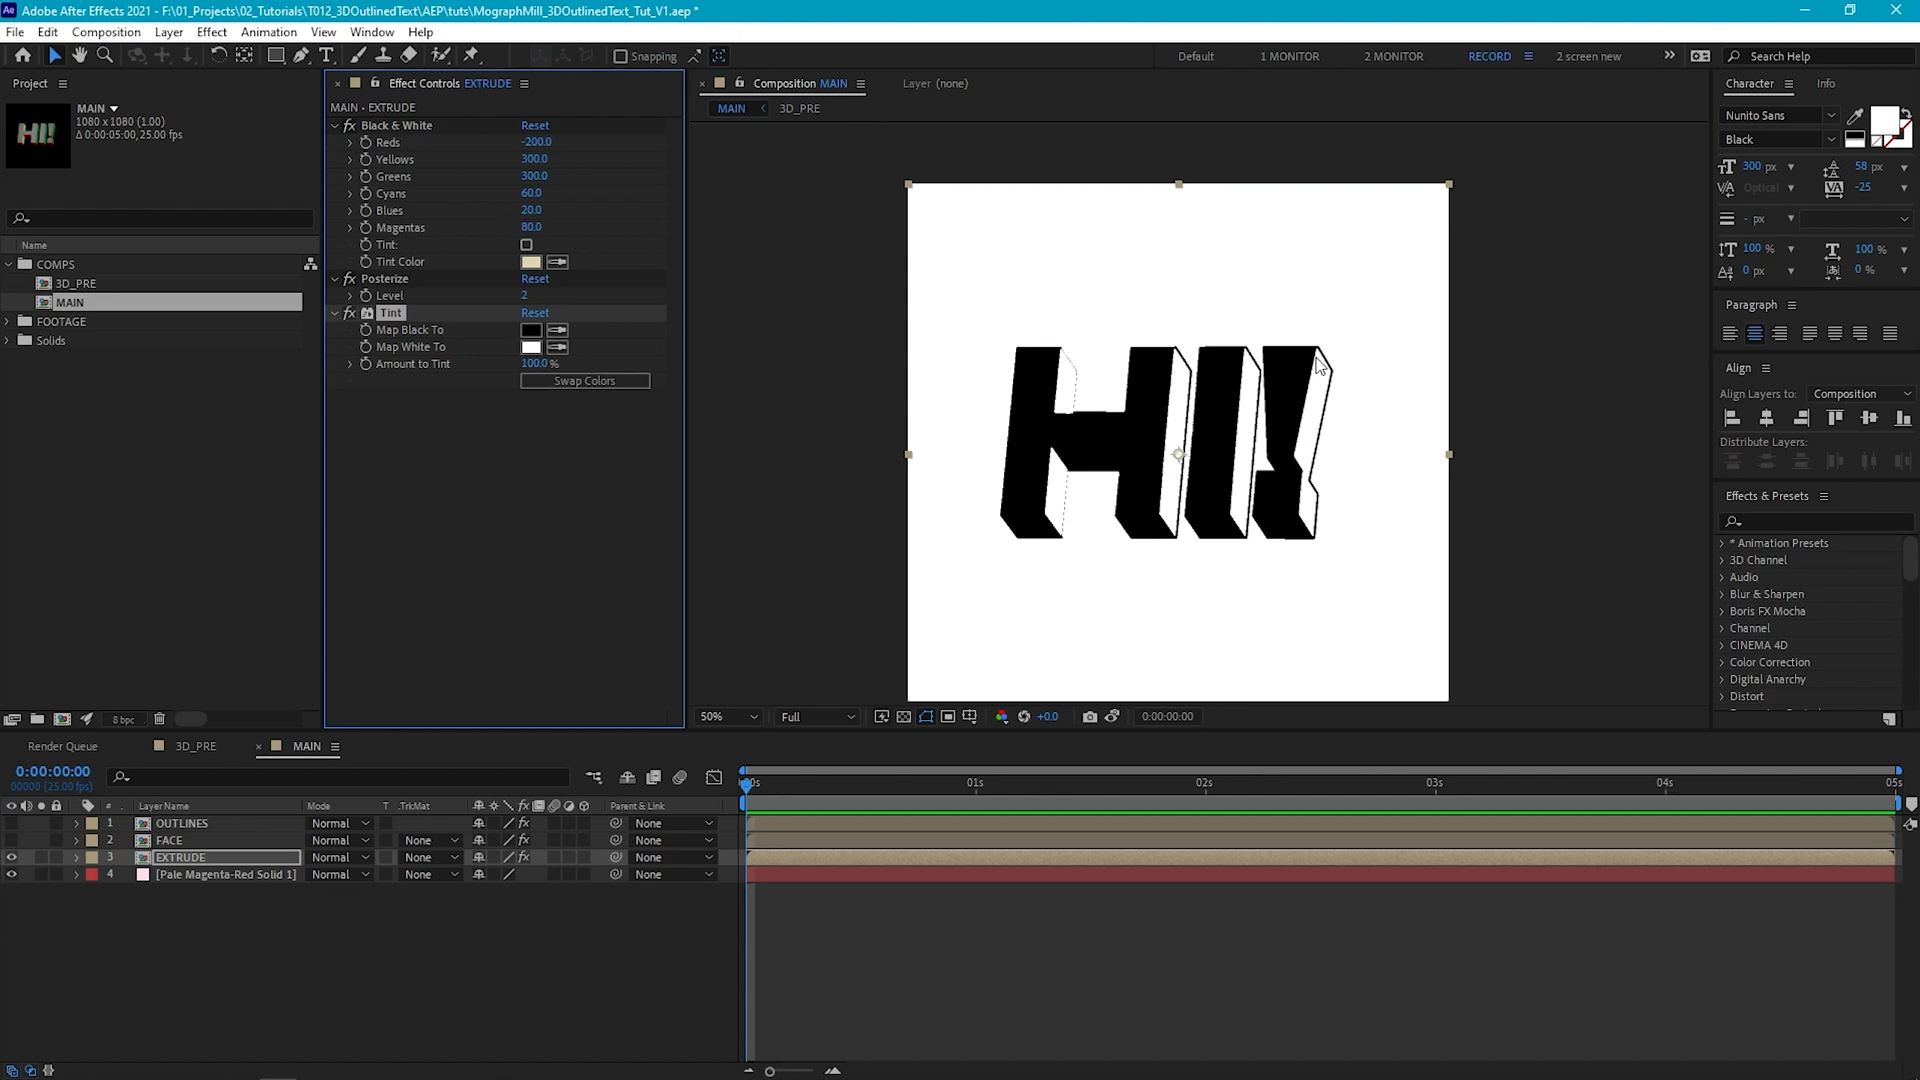 Adobe After Effects 2021 - F:\01_Projects\02_Tutorials\T012_3DOutlinedText\AEP\tuts\MographMill_3DOutlinedText_Tut_V1.aep *
File Edit Composition Layer Effect Animation View Window Help
Snapping
Default 1 MONITOR 2 MONITOR RECORD 2 screen new Search Help
Project
MAIN
1080 x 1080 (1.00)
Δ 0:00:05:00, 25.00 fps
HI!
Name
COMPS
3D_PRE
MAIN
FOOTAGE
Solids
8 bpc
Effect Controls EXTRUDE
MAIN · EXTRUDE
fx Black & White Reset
Reds -200.0
Yellows 300.0
Greens 300.0
Cyans 60.0
Blues 20.0
Magentas 80.0
Tint:
Tint Color
fx Posterize Reset
Level 2
fx Tint Reset
Map Black To
Map White To
Amount to Tint 100.0 %
Swap Colors
Composition MAIN Layer (none)
MAIN 3D_PRE
HI!
50% Full +0.0 0:00:00:00
Character Info
Nunito Sans
Black
300 px 58 px
Optical -25
- px
100 % 100 %
0 px 0 %
Paragraph
Align
Align Layers to: Composition
Distribute Layers:
Effects & Presets
* Animation Presets
3D Channel
Audio
Blur & Sharpen
Boris FX Mocha
Channel
CINEMA 4D
Color Correction
Digital Anarchy
Distort
Render Queue 3D_PRE MAIN
0:00:00:00
00000 (25.00 fps)
01s 02s 03s 04s 05s
# Layer Name Mode T .TrkMat fx Parent & Link
1 OUTLINES Normal fx None
2 FACE Normal None fx None
3 EXTRUDE Normal None fx None
4 [Pale Magenta-Red Solid 1] Normal None None